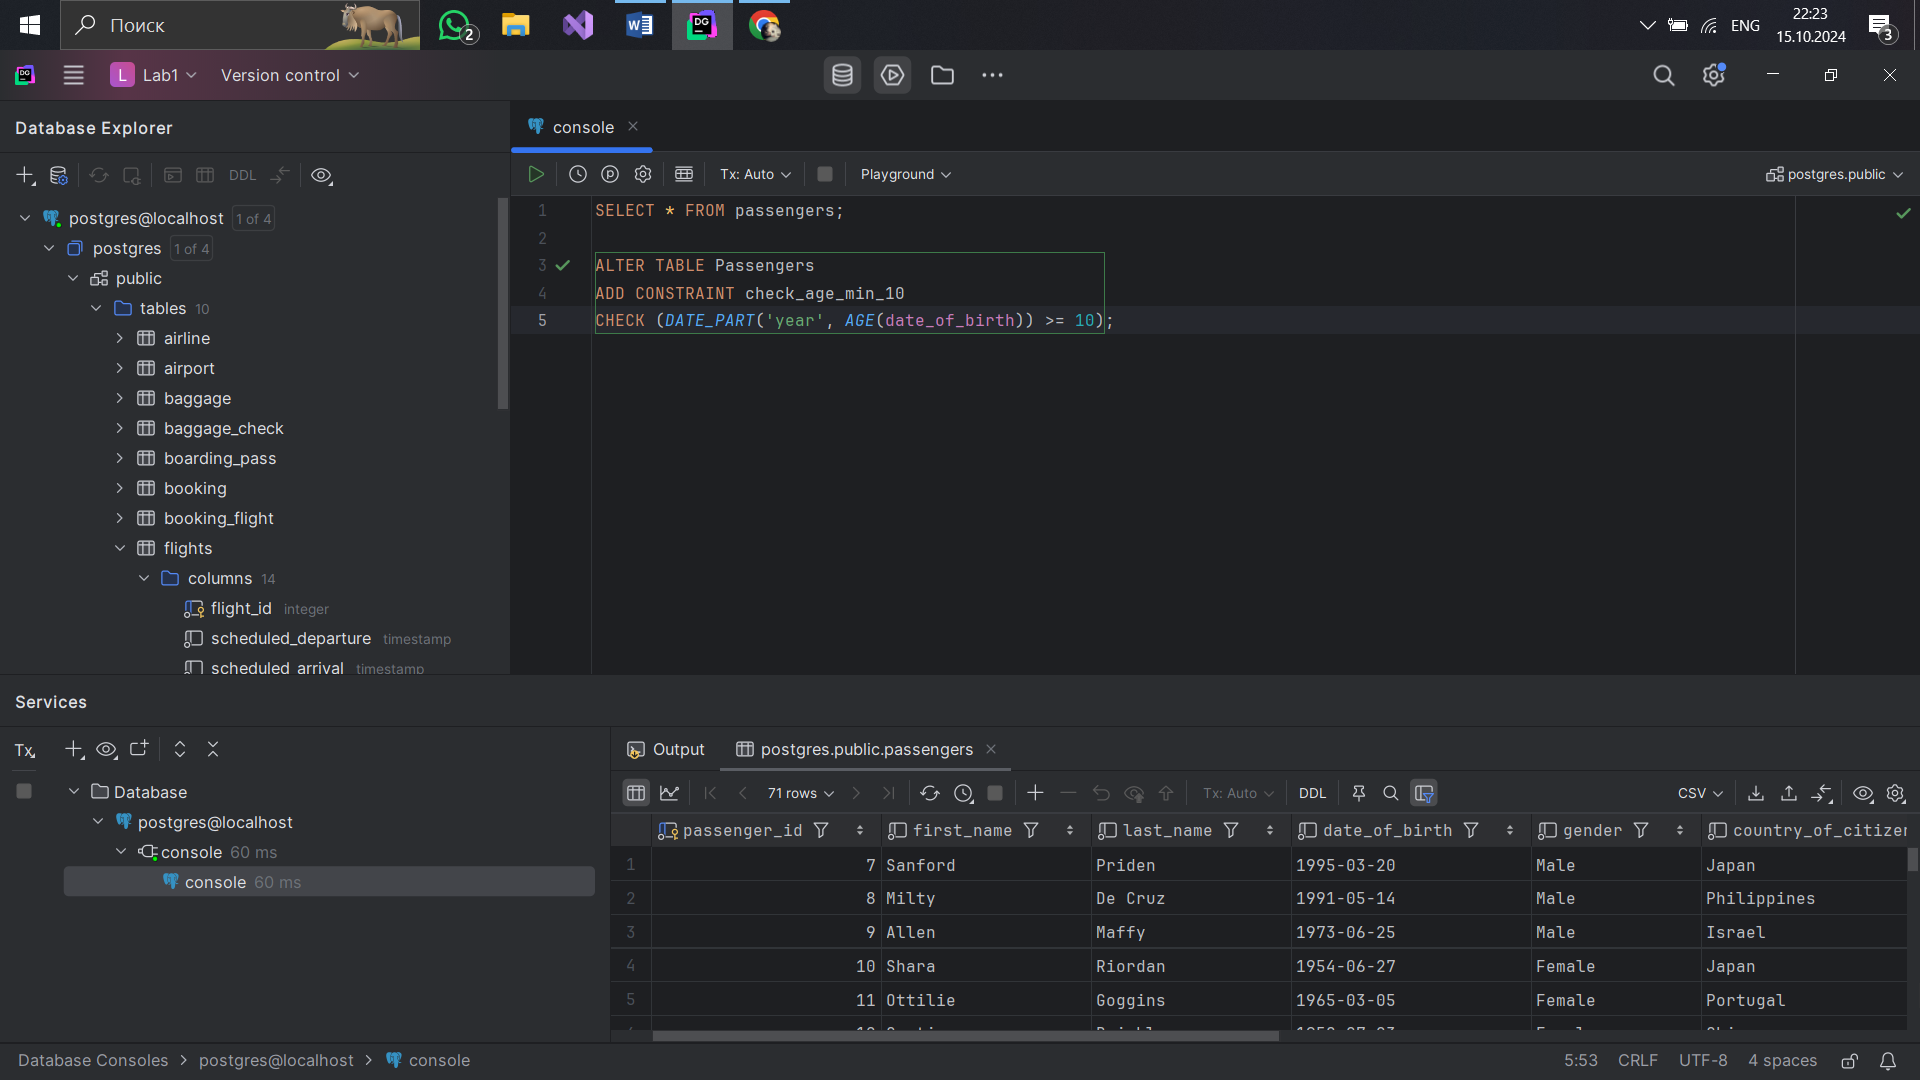 Поиск
2
ENG
22:23
15.10.2024
3
L Lab1
Version control
Database Explorer
console
DDL
Tx: Auto
Playground
postgres.public
postgres@localhost 1 of 4
postgres 1 of 4
public
tables 10
airline
airport
baggage
baggage_check
boarding_pass
booking
booking_flight
flights
columns 14
flight_id integer
scheduled_departure timestamp
scheduled_arrival timestamp
1 SELECT * FROM passengers;
2
3 ALTER TABLE Passengers
4 ADD CONSTRAINT check_age_min_10
5 CHECK (DATE_PART('year', AGE(date_of_birth)) >= 10);
Services
Tx
Database
postgres@localhost
console 60 ms
console 60 ms
Output
postgres.public.passengers
71 rows
Tx: Auto
DDL
CSV
passenger_id first_name last_name date_of_birth gender
1 7 Sanford Priden 1995-03-20 Male Japan
2 8 Milty De Cruz 1991-05-14 Male Philippines
3 9 Allen Maffy 1973-06-25 Male Israel
4 10 Shara Riordan 1954-06-27 Female Japan
5 11 Ottilie Goggins 1965-03-05 Female Portugal
Database Consoles > postgres@localhost > console
5:53 CRLF UTF-8 4 spaces